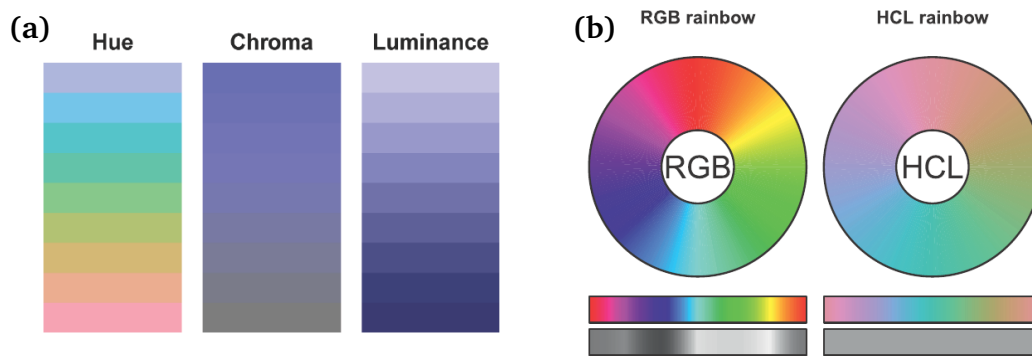 (a)
Hue Chroma Luminance
(b)
RGB rainbow HCL rainbow
RGB HCL